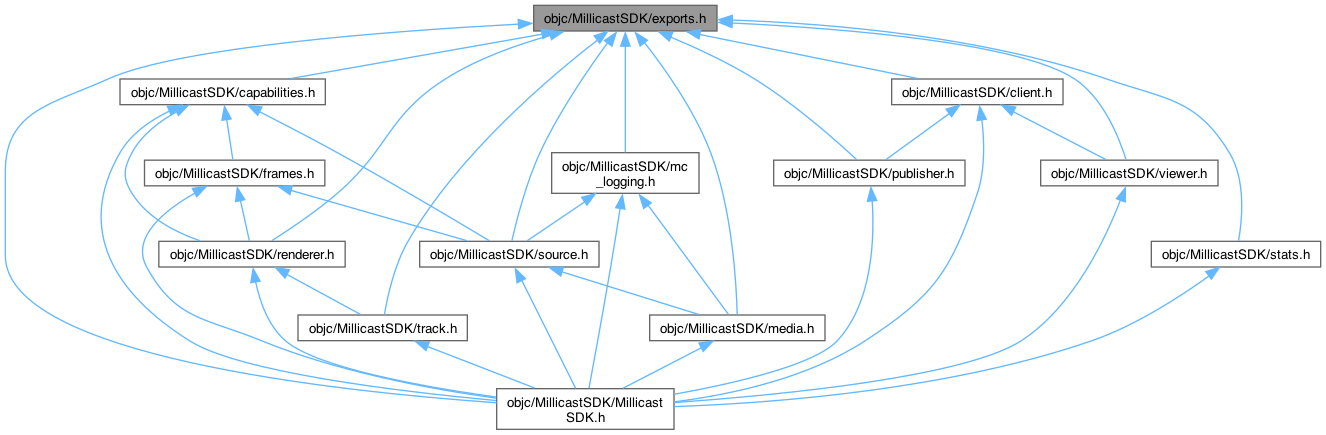 objc/MillicastSDK/exports.h
objc/MillicastSDK/capabilities.h
objc/MillicastSDK/client.h
objc/MillicastSDK/frames.h
objc/MillicastSDK/mc
_logging.h
objc/MillicastSDK/publisher.h
objc/MillicastSDK/viewer.h
objc/MillicastSDK/renderer.h
objc/MillicastSDK/source.h
objc/MillicastSDK/stats.h
objc/MillicastSDK/track.h
objc/MillicastSDK/media.h
objc/MillicastSDK/Millicast
SDK.h